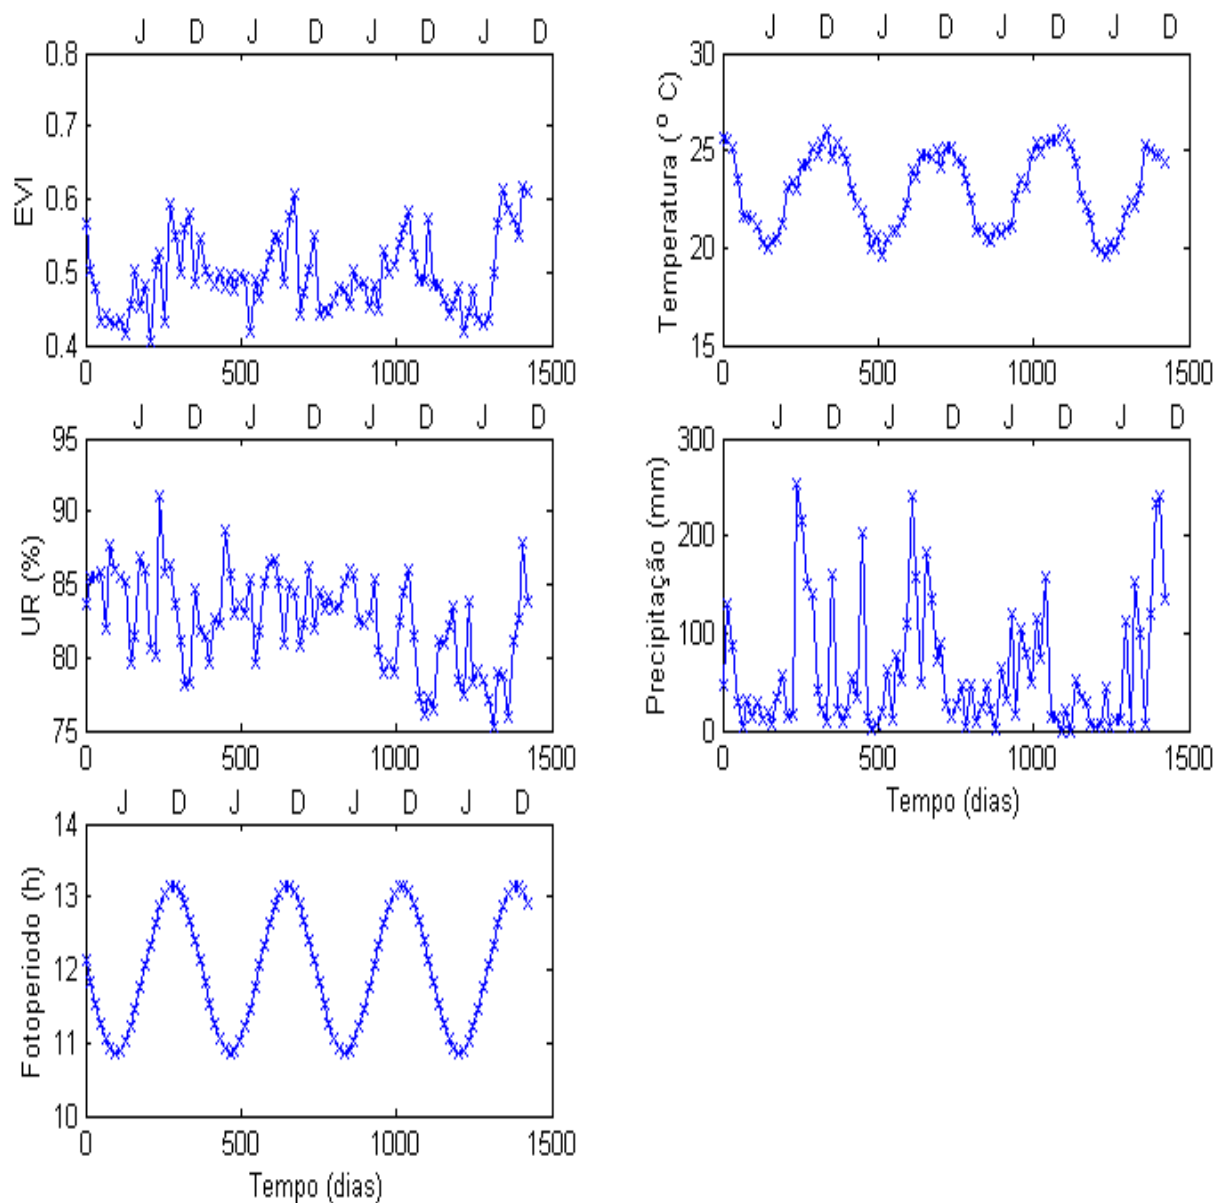 J D J D J D J D
0.8
0.7
0.6
0.5
0.4
EVI
0 500 1000 1500
J D J D J D J D
30
25
20
15
Temperatura ( º C)
0 500 1000 1500
J D J D J D J D
95
90
85
80
75
UR (%)
0 500 1000 1500
J D J D J D J D
300
200
100
0
Precipitação (mm)
0 500 1000 1500
Tempo (dias)
J D J D J D J D
14
13
12
11
10
Fotoperiodo (h)
0 500 1000 1500
Tempo (dias)